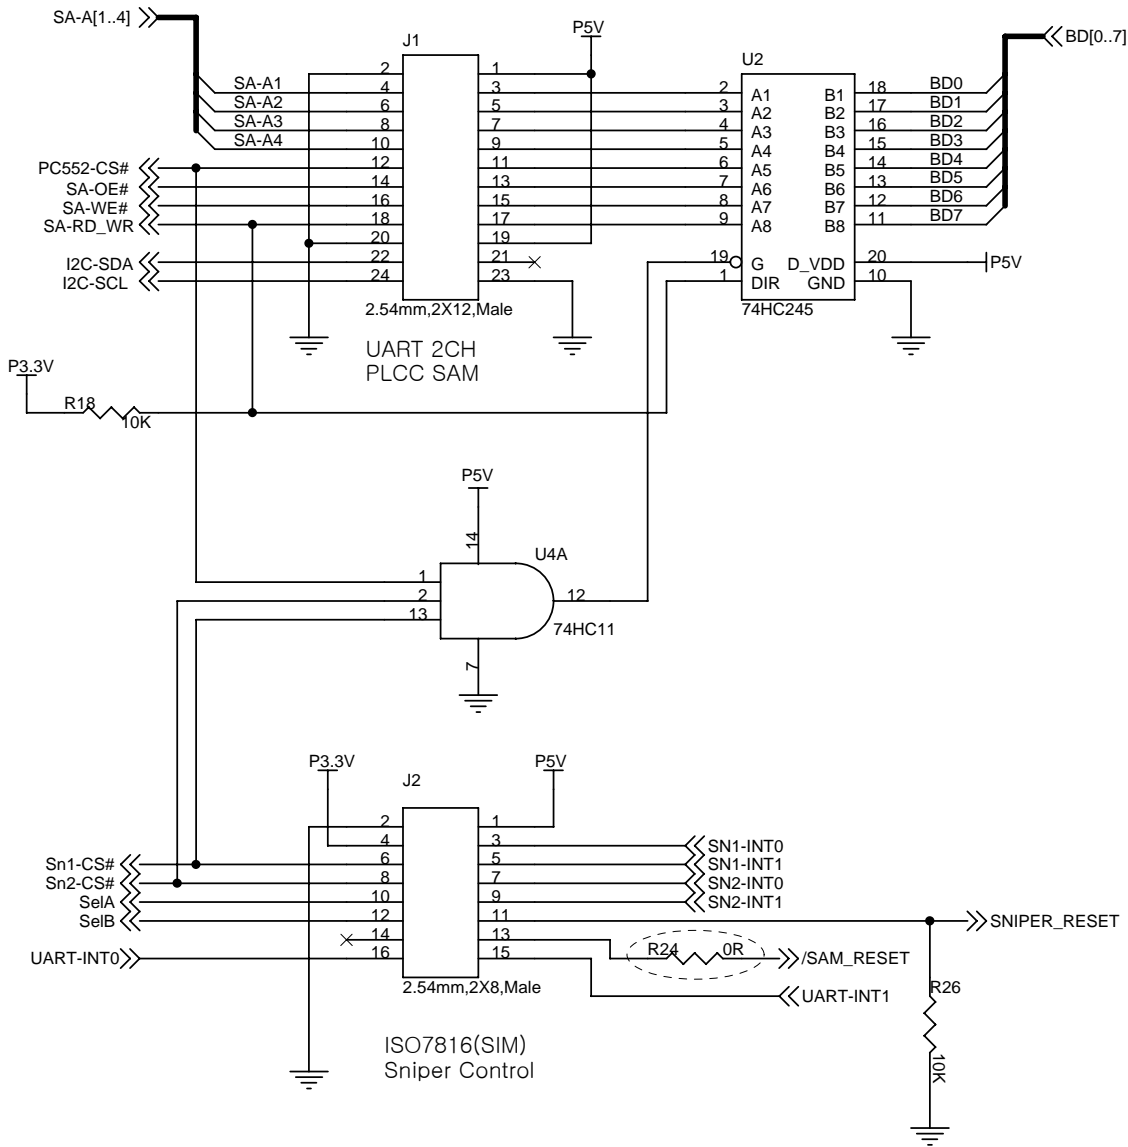 SA-A[1..4]
P5V
BD[0..7]
J1
U2
2 1
SA-A1 4 3 2 A1 B1 18 BD0
SA-A2 6 5 3 A2 B2 17 BD1
SA-A3 8 7 4 A3 B3 16 BD2
SA-A4 10 9 5 A4 B4 15 BD3
PC552-CS# 12 11 6 A5 B5 14 BD4
SA-OE# 14 13 7 A6 B6 13 BD5
SA-WE# 16 15 8 A7 B7 12 BD6
SA-RD_WR 18 17 9 A8 B8 11 BD7
20 19
I2C-SDA 22 21 19 G D_VDD 20 P5V
I2C-SCL 24 23 1 DIR GND 10
2.54mm,2X12,Male
74HC245
UART 2CH
PLCC SAM
P3.3V
R18
10K
P5V
14
U4A
1
2 12
13
74HC11
7
P3.3V
P5V
J2
2 1
4 3 SN1-INT0
Sn1-CS# 6 5 SN1-INT1
Sn2-CS# 8 7 SN2-INT0
SelA 10 9 SN2-INT1
SelB 12 11 SNIPER_RESET
14 13
R24 0R
UART-INT0 16 15 /SAM_RESET
2.54mm,2X8,Male
UART-INT1
R26
10K
ISO7816(SIM)
Sniper Control